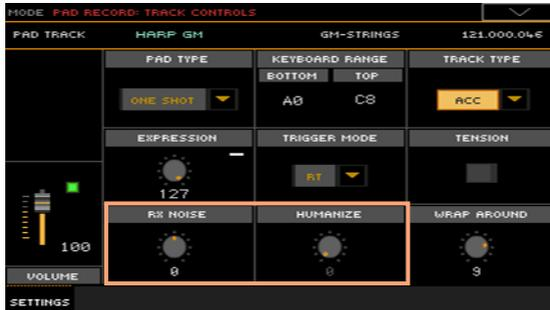 MODE PAD RECORD: TRACK CONTROLS
PAD TRACK HARP GM GM-STRINGS 121.000.046
PAD TYPE KEYBOARD RANGE TRACK TYPE
BOTTOM TOP
ONE SHOT A0 C8 ACC
EXPRESSION TRIGGER MODE TENSION
RT
127
RX NOISE HUMANIZE WRAP AROUND
100
0 0 9
VOLUME
SETTINGS